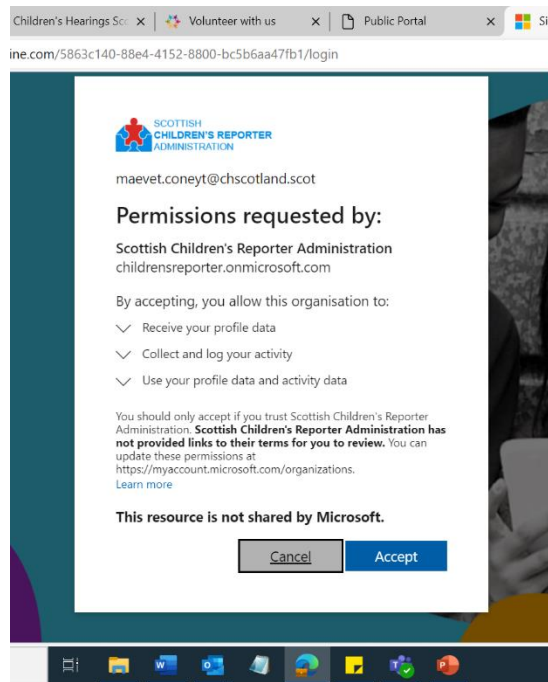 Children's Hearings Sc
Volunteer with us
Public Portal
Si
ine.com/5863c140-88e4-4152-8800-bc5b6aa47fb1/login
SCOTTISH
CHILDREN'S REPORTER
ADMINISTRATION
maevet.coneyt@chscotland.scot
Permissions requested by:
Scottish Children's Reporter Administration
childrensreporter.onmicrosoft.com
By accepting, you allow this organisation to:
Receive your profile data
Collect and log your activity
Use your profile data and activity data
You should only accept if you trust Scottish Children's Reporter
Administration. Scottish Children's Reporter Administration has
not provided links to their terms for you to review. You can
update these permissions at
https://myaccount.microsoft.com/organizations.
Learn more
This resource is not shared by Microsoft.
Cancel
Accept